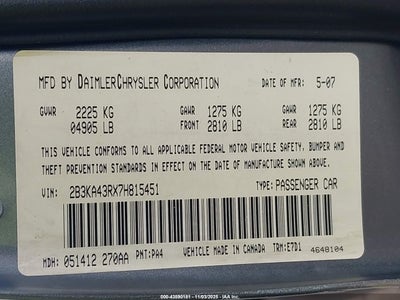 MFD BY DAIMLERCHRYSLER CORPORATION DATE OF MFR: 5-07
GVWR 2225 KG GAWR 1275 KG GAWR 1275 KG
04905 LB FRONT 2810 LB REAR 2810 LB
THIS VEHICLE CONFORMS TO ALL APPLICABLE FEDERAL MOTOR VEHICLE SAFETY, BUMPER AND
THEFT PREVENTION STANDARDS IN EFFECT ON THE DATE OF MANUFACTURE SHOWN ABOVE.
VIN: 2B3KA43RX7H815451 TYPE: PASSENGER CAR
MDH: 051412 270AA PNT: PA4 VEHICLE MADE IN CANADA TRM: E7D1 4648104
000-43890181 - 11/03/2025 - IAA Inc.